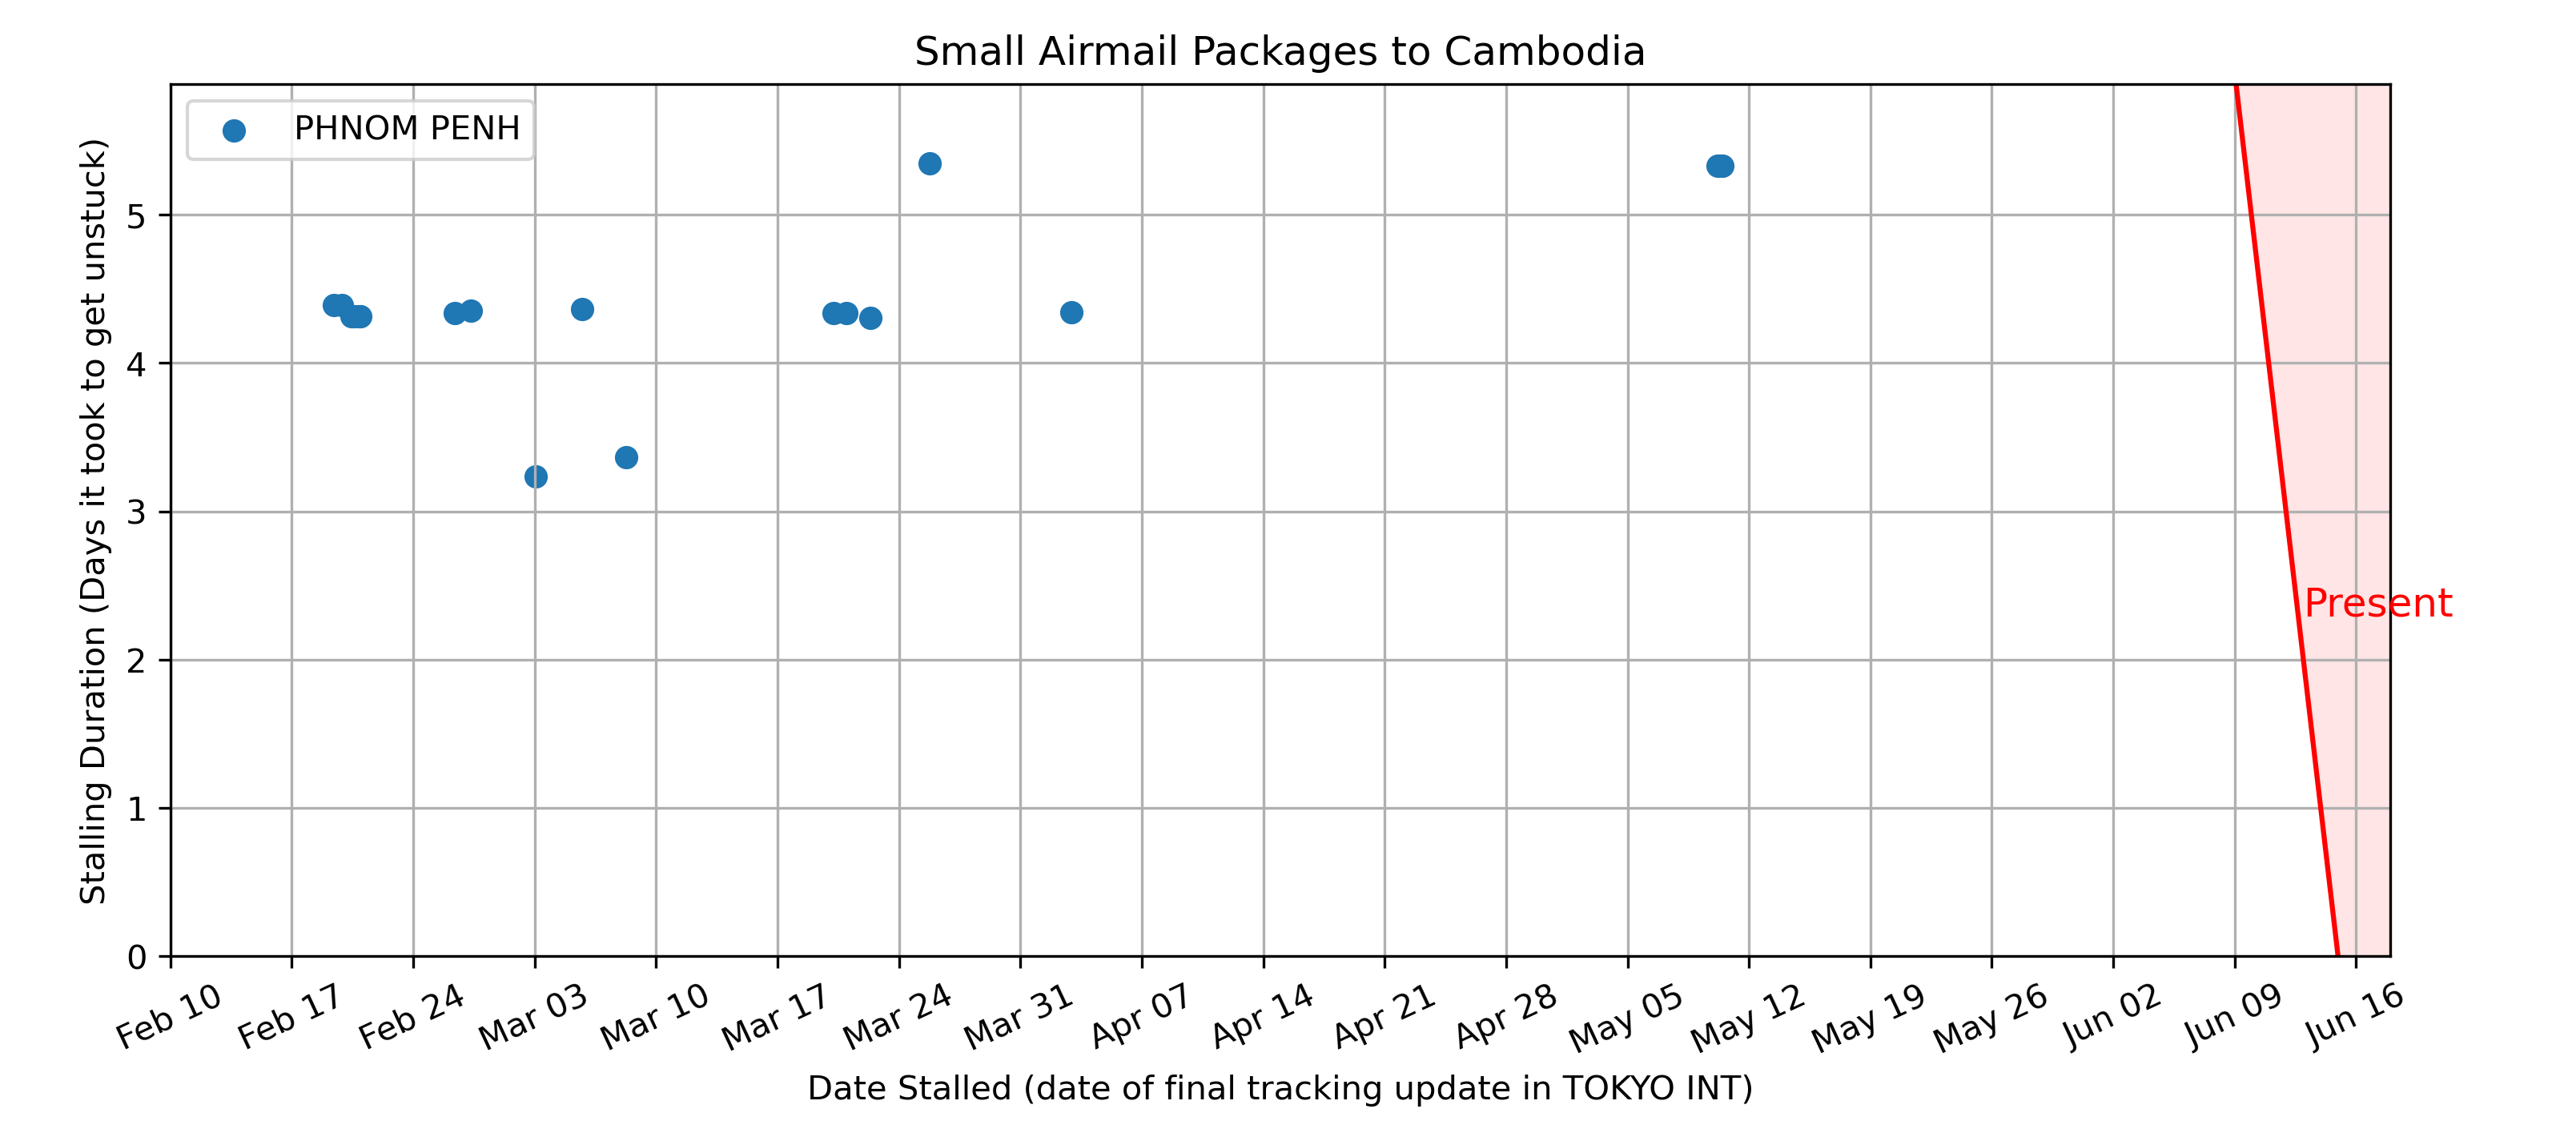 Small Airmail Packages to Cambodia
PHNOM PENH
Stalling Duration (Days it took to get unstuck)
5
4
3
2
1
0
Present
Feb 10
Feb 17
Feb 24
Mar 03
Mar 10
Mar 17
Mar 24
Mar 31
Apr 07
Apr 14
Apr 21
Apr 28
May 05
May 12
May 19
May 26
Jun 02
Jun 09
Jun 16
Date Stalled (date of final tracking update in TOKYO INT)